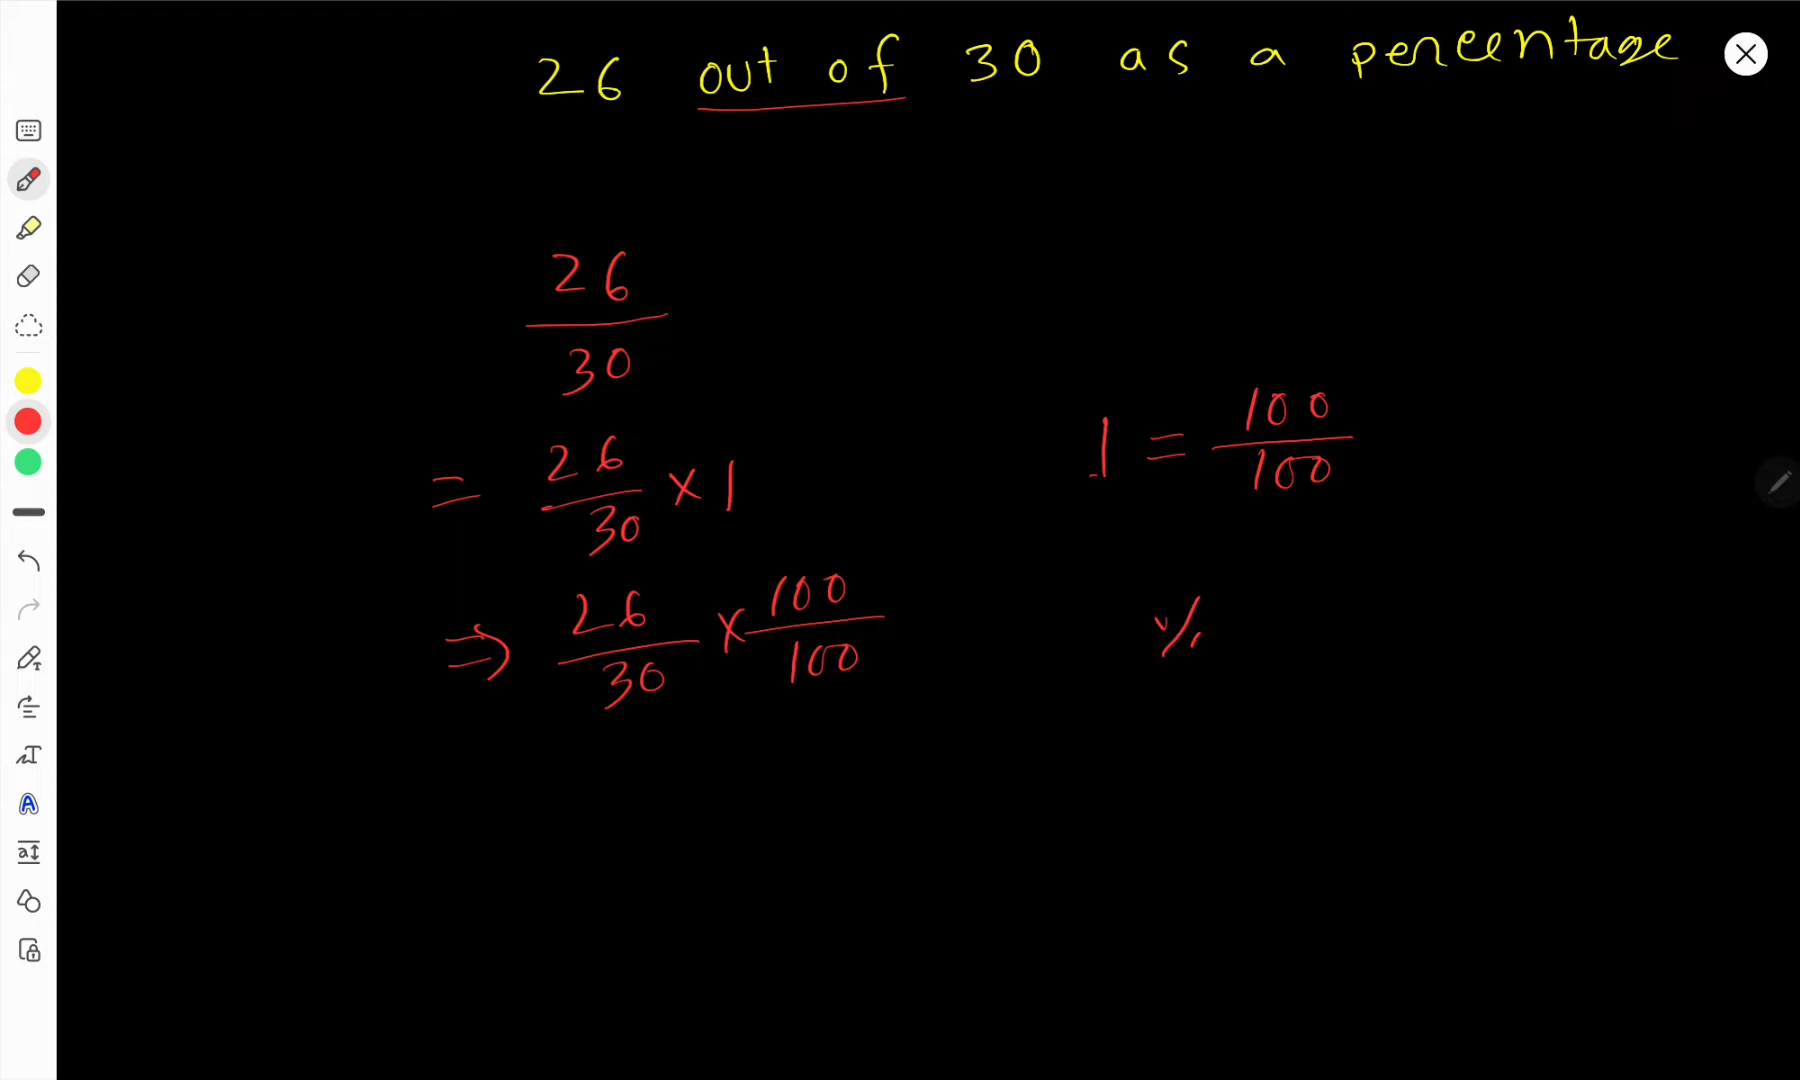 26 out of 30 as a percentage
26
30
= 26/30 × 1
1 = 100/100
⇒ 26/30 × 100/100
%